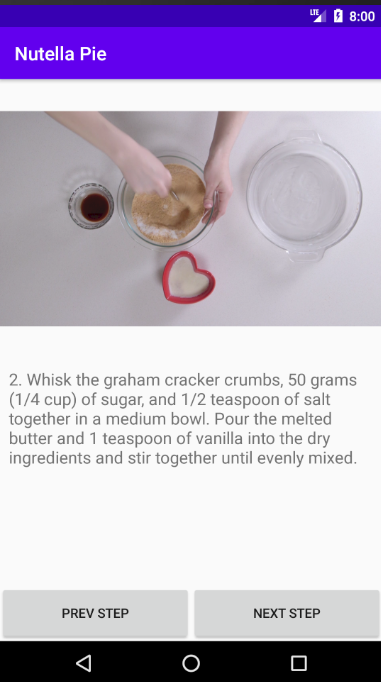 LTE 8:00
Nutella Pie
2. Whisk the graham cracker crumbs, 50 grams
(1/4 cup) of sugar, and 1/2 teaspoon of salt
together in a medium bowl. Pour the melted
butter and 1 teaspoon of vanilla into the dry
ingredients and stir together until evenly mixed.
PREV STEP NEXT STEP